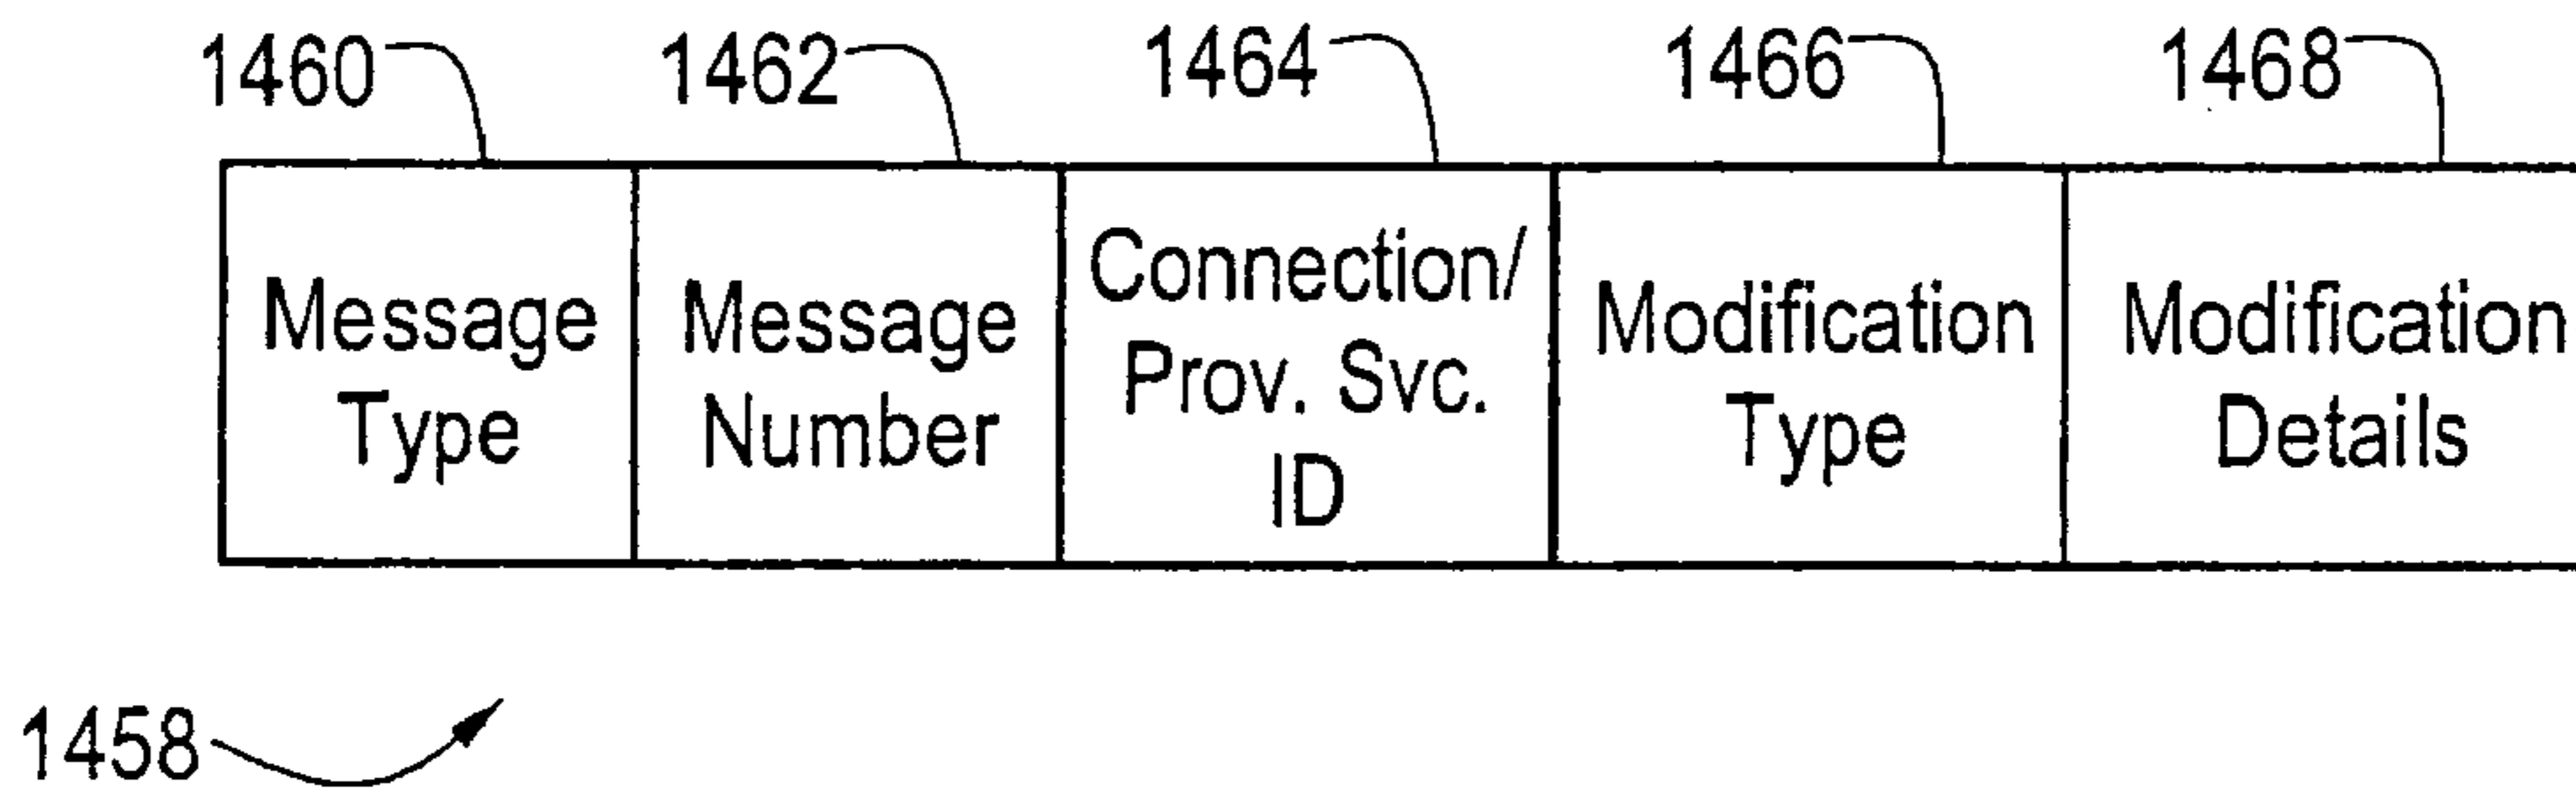 1460 1462 1464 1466 1468
Message Type
Message Number
Connection/ Prov. Svc. ID
Modification Type
Modification Details
1458